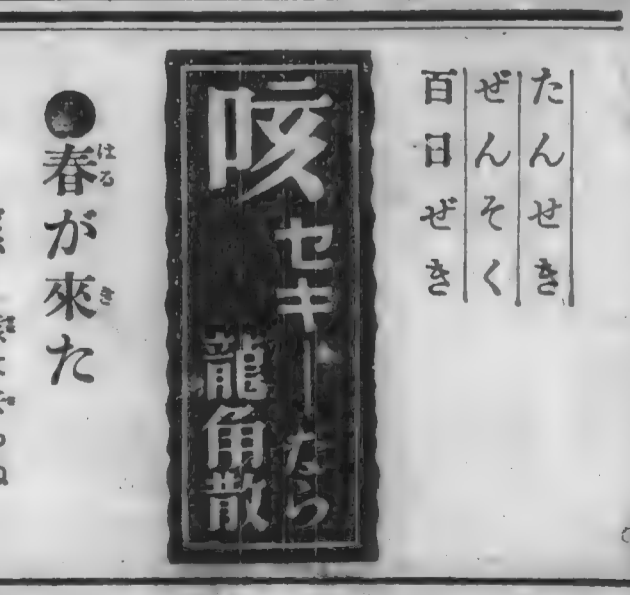 たんせき
ぜんそく
百日ぜき
咳
セキーなら
龍角散
●春が來た